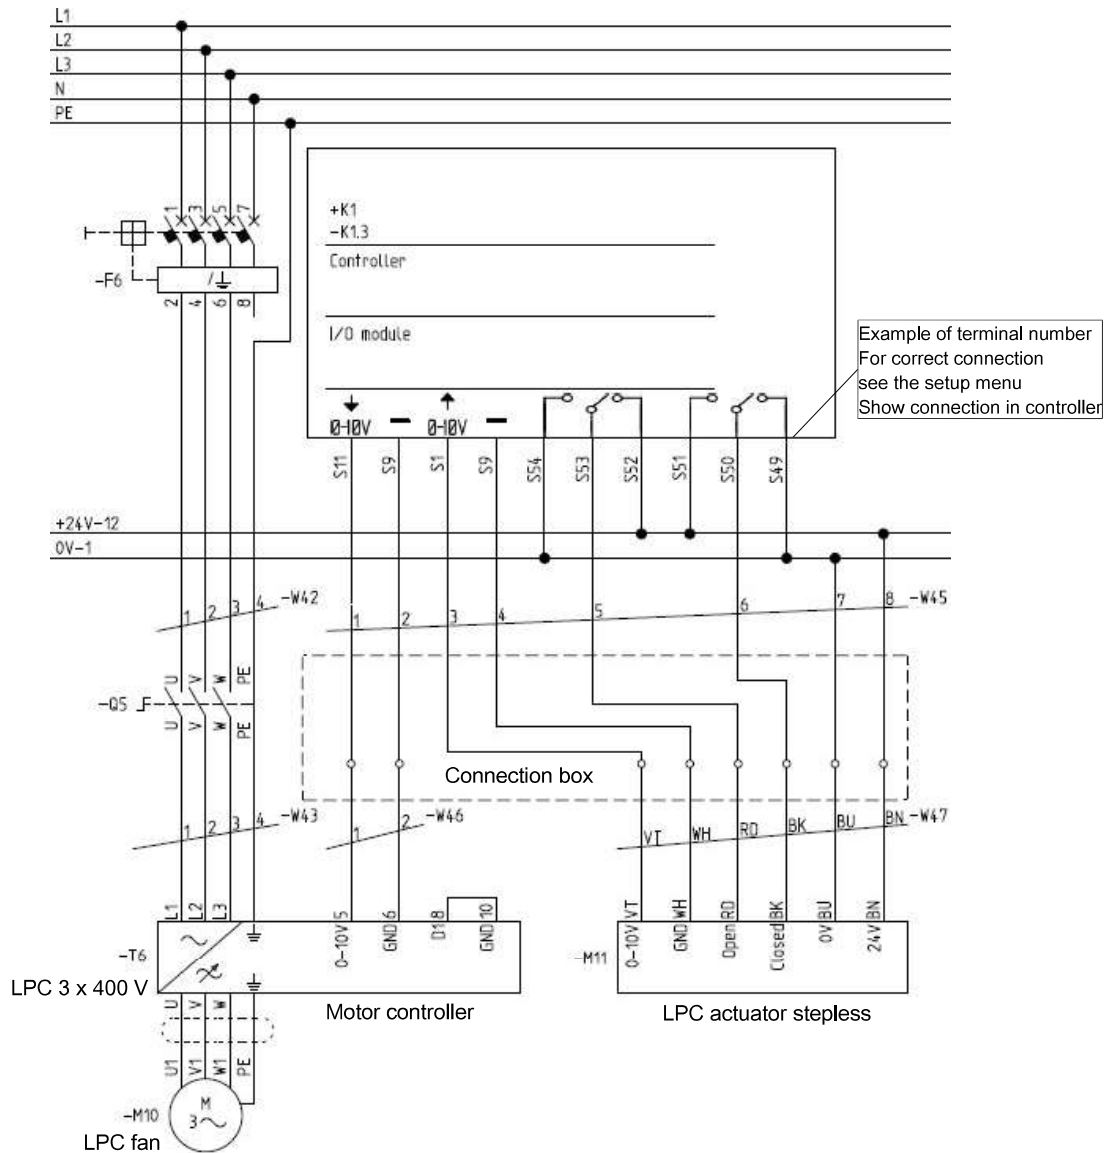 L1
L2
L3
N
PE
1 3 5 7
-F6
2 4 6 8
+K1
-K1.3
Controller
I/O module
0-10V 0-10V
Example of terminal number
For correct connection
see the setup menu
Show connection in controller
S11 S9 S1 S9 S54 S53 S52 S51 S50 S49
+24V-12
0V-1
1 2 3 4 -W42
1 2 3 4 5 6 7 8 -W45
U V W PE
-Q5
U V W PE
Connection box
1 2 3 4 -W43
1 2 -W46
VT WH RD BK BU BN -W47
L1 L2 L3
5 6 D1 8 10
0-10V GND GND
VT WH RD BK BU BN
0-10V GND Open Closed 0V 24V
-T6
LPC 3 x 400 V
Motor controller
-M11
LPC actuator stepless
U V W
U1 V1 W1 PE
-M10
M
3
LPC fan